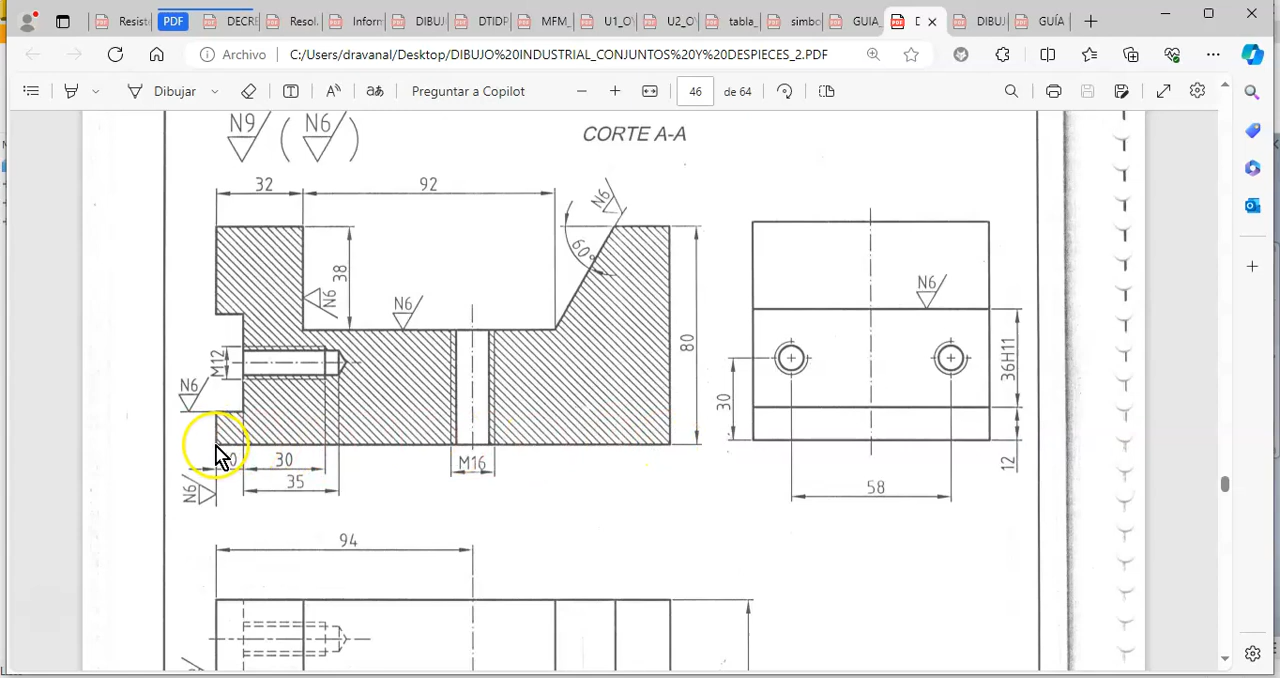 Resist
PDF
DECRE
Resol.
Inforn
DIBUJ
DTIDF
MFM_
U1_O\
U2_O\
tabla_
simbo
GUIA_
D
DIBUJ
GUÍA
Archivo
C:/Users/dravanal/Desktop/DIBUJO%20INDUSTRIAL_CONJUNTOS%20Y%20DESPIECES_2.PDF
Dibujar
Preguntar a Copilot
46
de 64
N9 ( N6 )
CORTE A-A
32
92
N6
60°
38
N6
N6
80
N6
M12
N6
36H11
30
30
35
M16
N6
12
58
94